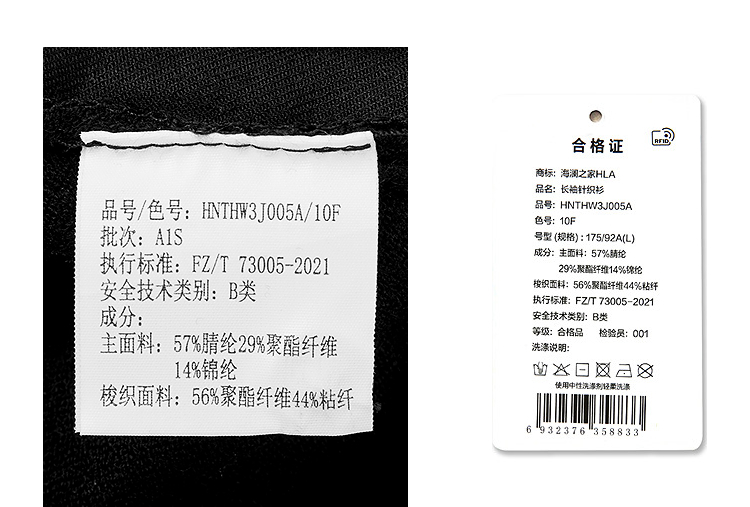 品号/色号: HNTHW3J005A/10F
批次: A1S
执行标准: FZ/T 73005-2021
安全技术类别: B类
成分:
主面料: 57%腈纶29%聚酯纤维
14%锦纶
梭织面料: 56%聚酯纤维44%粘纤
合格证
RFID
商标: 海澜之家HLA
品名: 长袖针织衫
品号: HNTHW3J005A
色号: 10F
号型(规格): 175/92A(L)
成分: 主面料: 57%腈纶
29%聚酯纤维14%锦纶
梭织面料: 56%聚酯纤维44%粘纤
执行标准: FZ/T 73005-2021
安全技术类别: B类
等级: 合格品 检验员: 001
洗涤说明:
使用中性洗涤剂轻柔洗涤
6 932376 358833